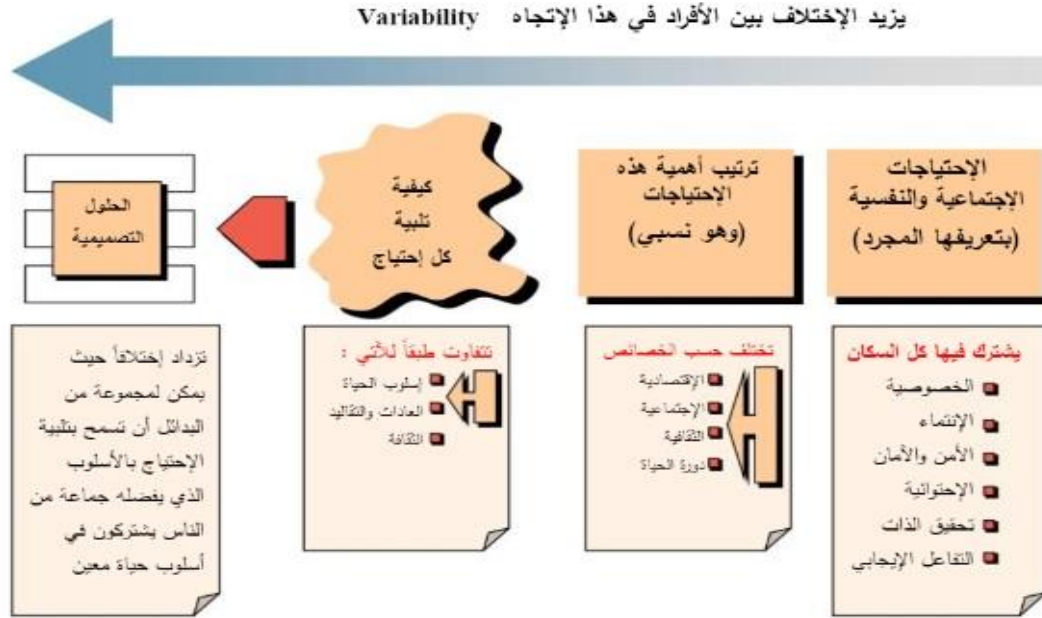 يزيد الإختلاف بين الأفراد في هذا الإتجاه Variability
الإحتياجات
الإجتماعية والنفسية
(بتعريفها المجرد)
ترتيب أهمية هذه
الإحتياجات
(وهو نسبي)
كيفية
تلبية
كل إحتياج
الحلول
التصميمية
يشترك فيها كل السكان
الخصوصية
الإنتماء
الأمن والأمان
الإحتوائية
تحقيق الذات
التفاعل الإيجابي
تختلف حسب الخصائص
الإقتصادية
الإجتماعية
الثقافية
دورة الحياة
تتفاوت طبقاً للآتي :
إسلوب الحياة
العادات والتقاليد
الثقافة
تزداد إختلافاً حيث
يمكن لمجموعة من
البدائل أن تسمح بتلبية
الإحتياج بالأسلوب
الذي يفضله جماعة من
الناس يشتركون في
أسلوب حياة معين